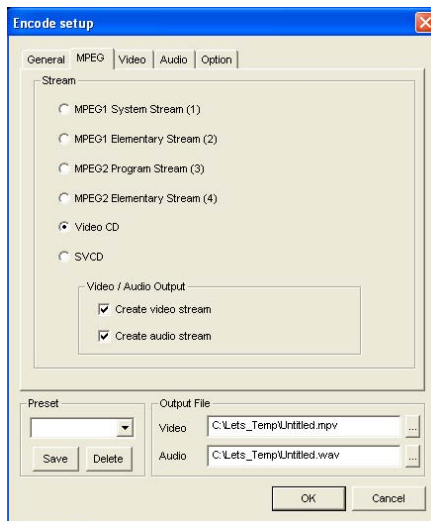 Encode setup
General MPEG Video Audio Option
Stream
MPEG1 System Stream (1)
MPEG1 Elementary Stream (2)
MPEG2 Program Stream (3)
MPEG2 Elementary Stream (4)
Video CD
SVCD
Video / Audio Output
Create video stream
Create audio stream
Preset
Save Delete
Output File
Video C:\Lets_Temp\Untitled.mpv ...
Audio C:\Lets_Temp\Untitled.wav ...
OK Cancel